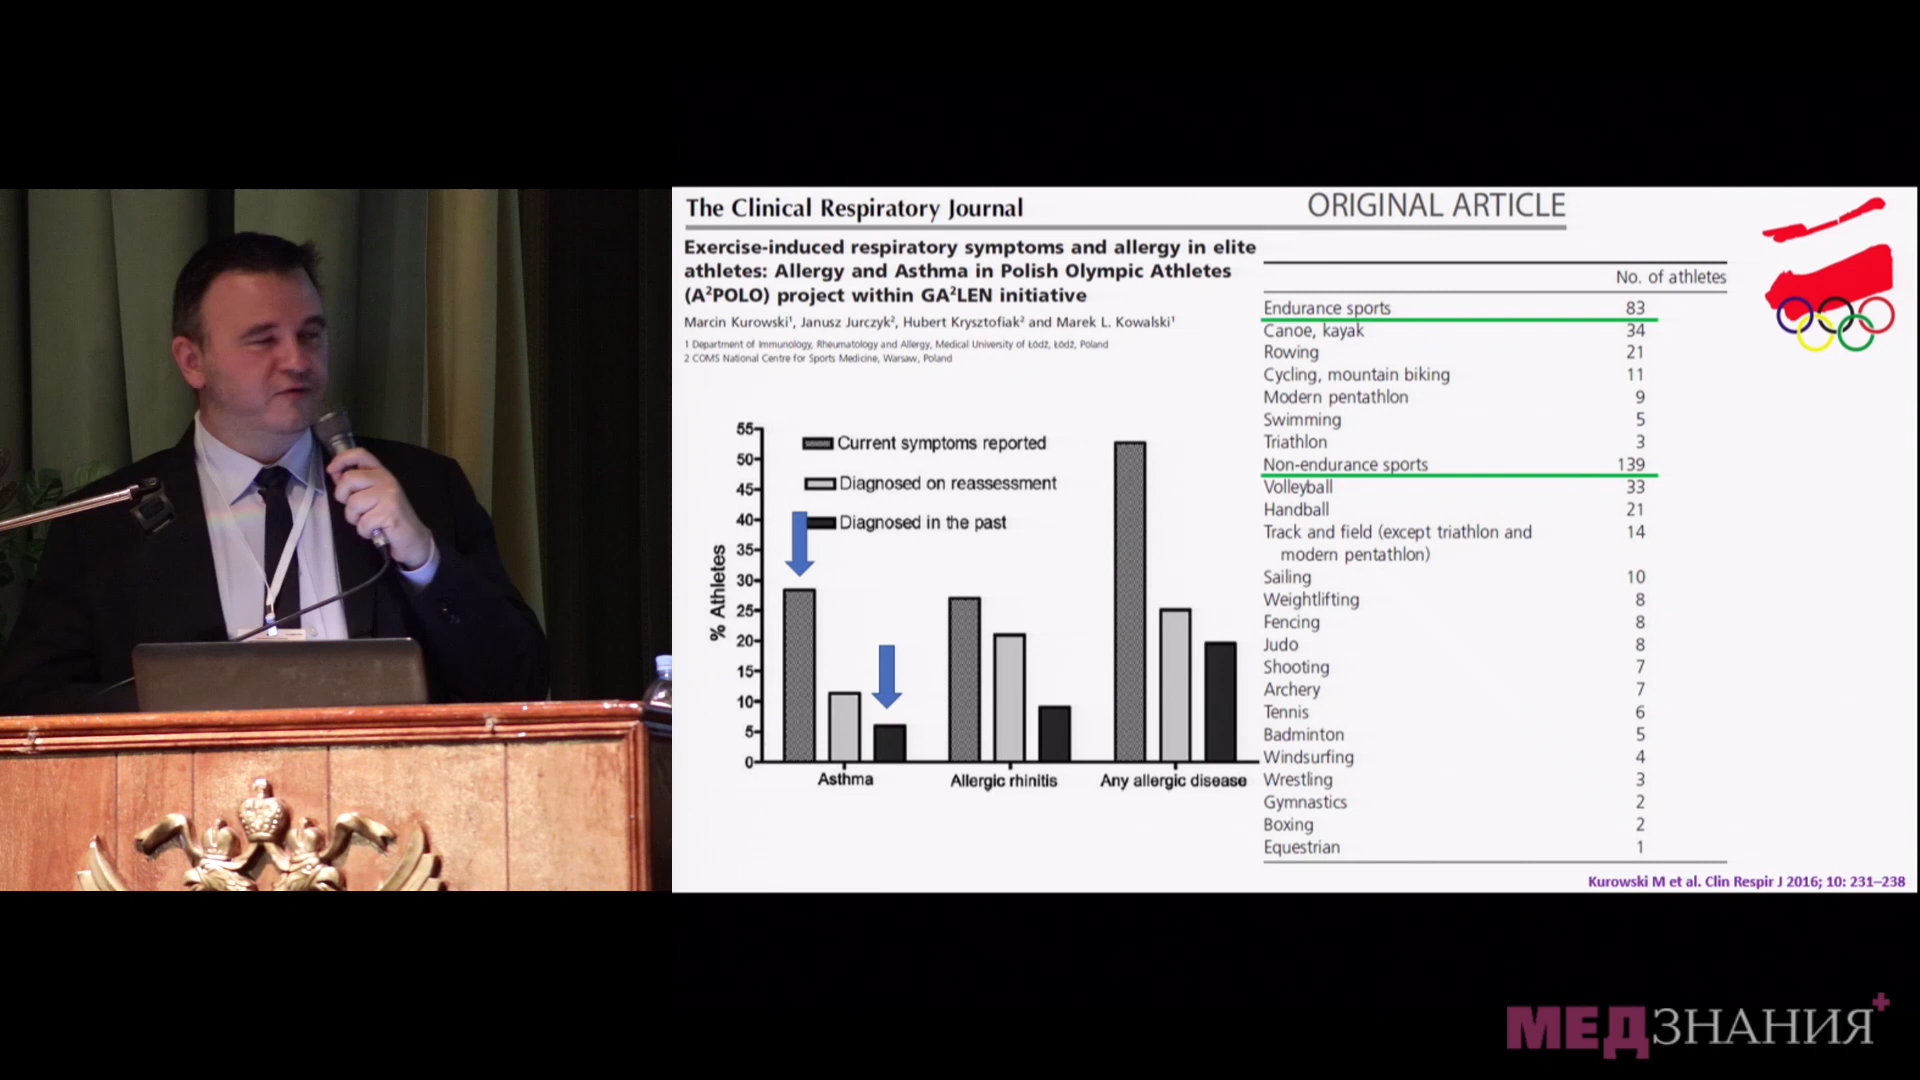 The Clinical Respiratory Journal
ORIGINAL ARTICLE
Exercise-induced respiratory symptoms and allergy in elite
athletes: Allergy and Asthma in Polish Olympic Athletes
(A²POLO) project within GA²LEN initiative
Marcin Kurowski¹, Janusz Jurczyk², Hubert Krysztofiak² and Marek L. Kowalski¹
1 Department of Immunology, Rheumatology and Allergy, Medical University of Łódź, Łódź, Poland
2 COMS National Centre for Sports Medicine, Warsaw, Poland
% Athletes
55
50
45
40
35
30
25
20
15
10
5
0
Current symptoms reported
Diagnosed on reassessment
Diagnosed in the past
Asthma
Allergic rhinitis
Any allergic disease
No. of athletes
Endurance sports 83
Canoe, kayak 34
Rowing 21
Cycling, mountain biking 11
Modern pentathlon 9
Swimming 5
Triathlon 3
Non-endurance sports 139
Volleyball 33
Handball 21
Track and field (except triathlon and 14
modern pentathlon)
Sailing 10
Weightlifting 8
Fencing 8
Judo 8
Shooting 7
Archery 7
Tennis 6
Badminton 5
Windsurfing 4
Wrestling 3
Gymnastics 2
Boxing 2
Equestrian 1
Kurowski M et al. Clin Respir J 2016; 10: 231–238
МЕДЗНАНИЯ+